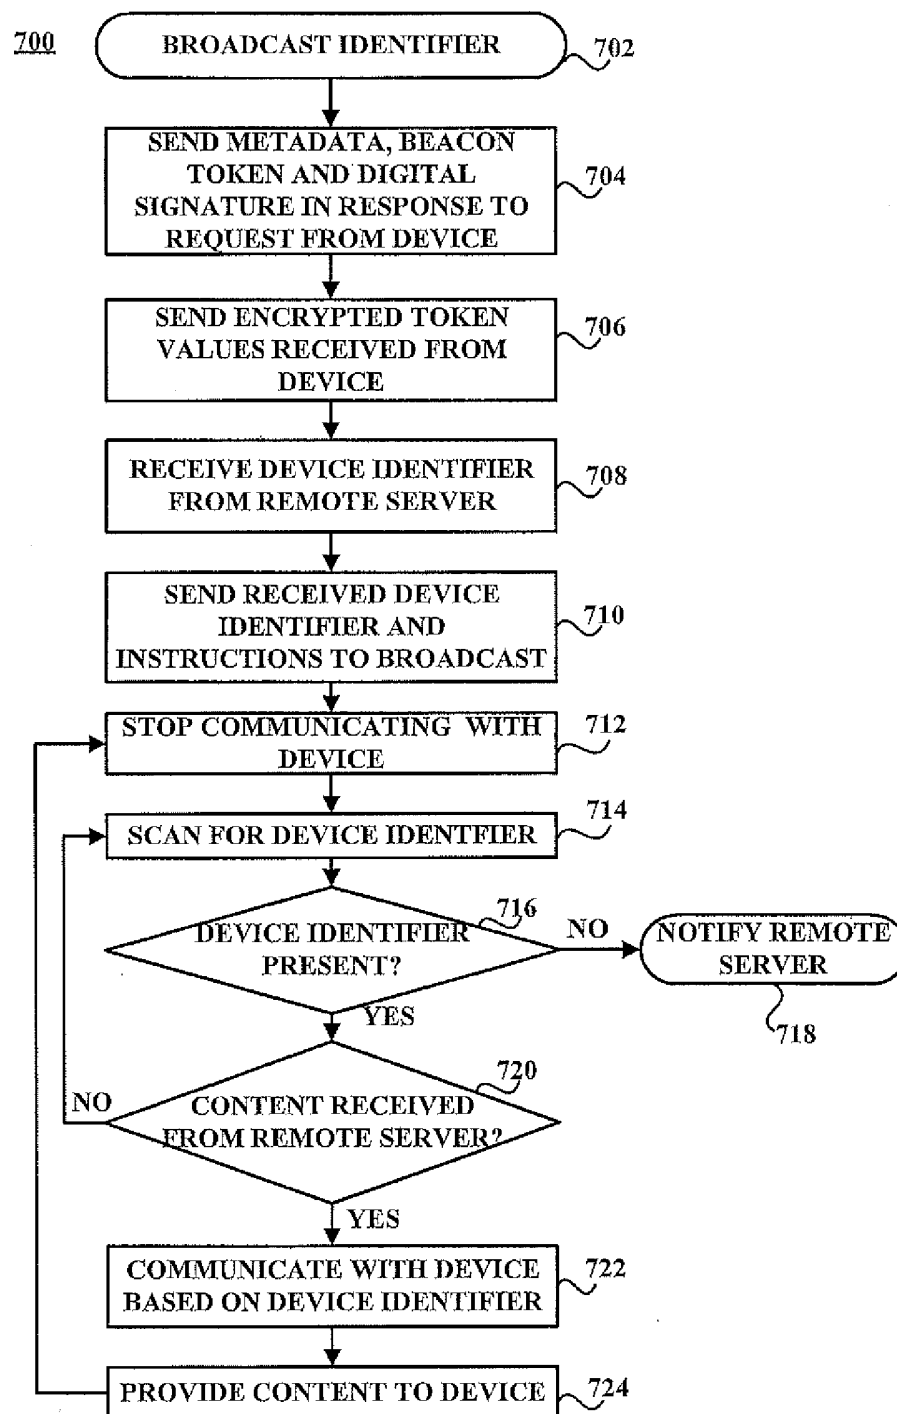 700
BROADCAST IDENTIFIER
702
SEND METADATA, BEACON
TOKEN AND DIGITAL
SIGNATURE IN RESPONSE TO
REQUEST FROM DEVICE
704
SEND ENCRYPTED TOKEN
VALUES RECEIVED FROM
DEVICE
706
RECEIVE DEVICE IDENTIFIER
FROM REMOTE SERVER
708
SEND RECEIVED DEVICE
IDENTIFIER AND
INSTRUCTIONS TO BROADCAST
710
STOP COMMUNICATING WITH
DEVICE
712
SCAN FOR DEVICE IDENTFIER
714
DEVICE IDENTIFIER
PRESENT?
716
NO
NOTIFY REMOTE
SERVER
718
YES
CONTENT RECEIVED
FROM REMOTE SERVER?
720
NO
YES
COMMUNICATE WITH DEVICE
BASED ON DEVICE IDENTIFIER
722
PROVIDE CONTENT TO DEVICE
724